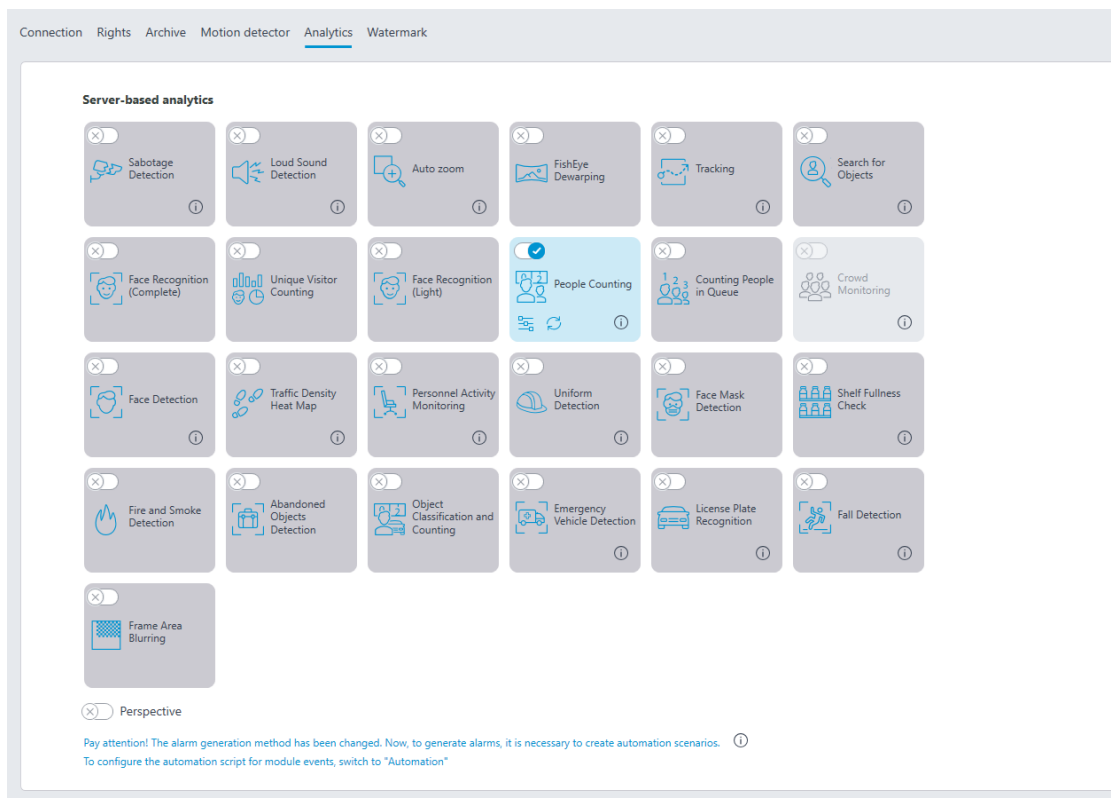 Connection Rights Archive Motion detector Analytics Watermark
Server-based analytics
Sabotage
Detection
Loud Sound
Detection
Auto zoom
FishEye
Dewarping
Tracking
Search for
Objects
Face Recognition
(Complete)
Unique Visitor
Counting
Face Recognition
(Light)
People Counting
Counting People
in Queue
Crowd
Monitoring
Face Detection
Traffic Density
Heat Map
Personnel Activity
Monitoring
Uniform
Detection
Face Mask
Detection
Shelf Fullness
Check
Fire and Smoke
Detection
Abandoned
Objects
Detection
Object
Classification and
Counting
Emergency
Vehicle Detection
License Plate
Recognition
Fall Detection
Frame Area
Blurring
Perspective
Pay attention! The alarm generation method has been changed. Now, to generate alarms, it is necessary to create automation scenarios.
To configure the automation script for module events, switch to "Automation"